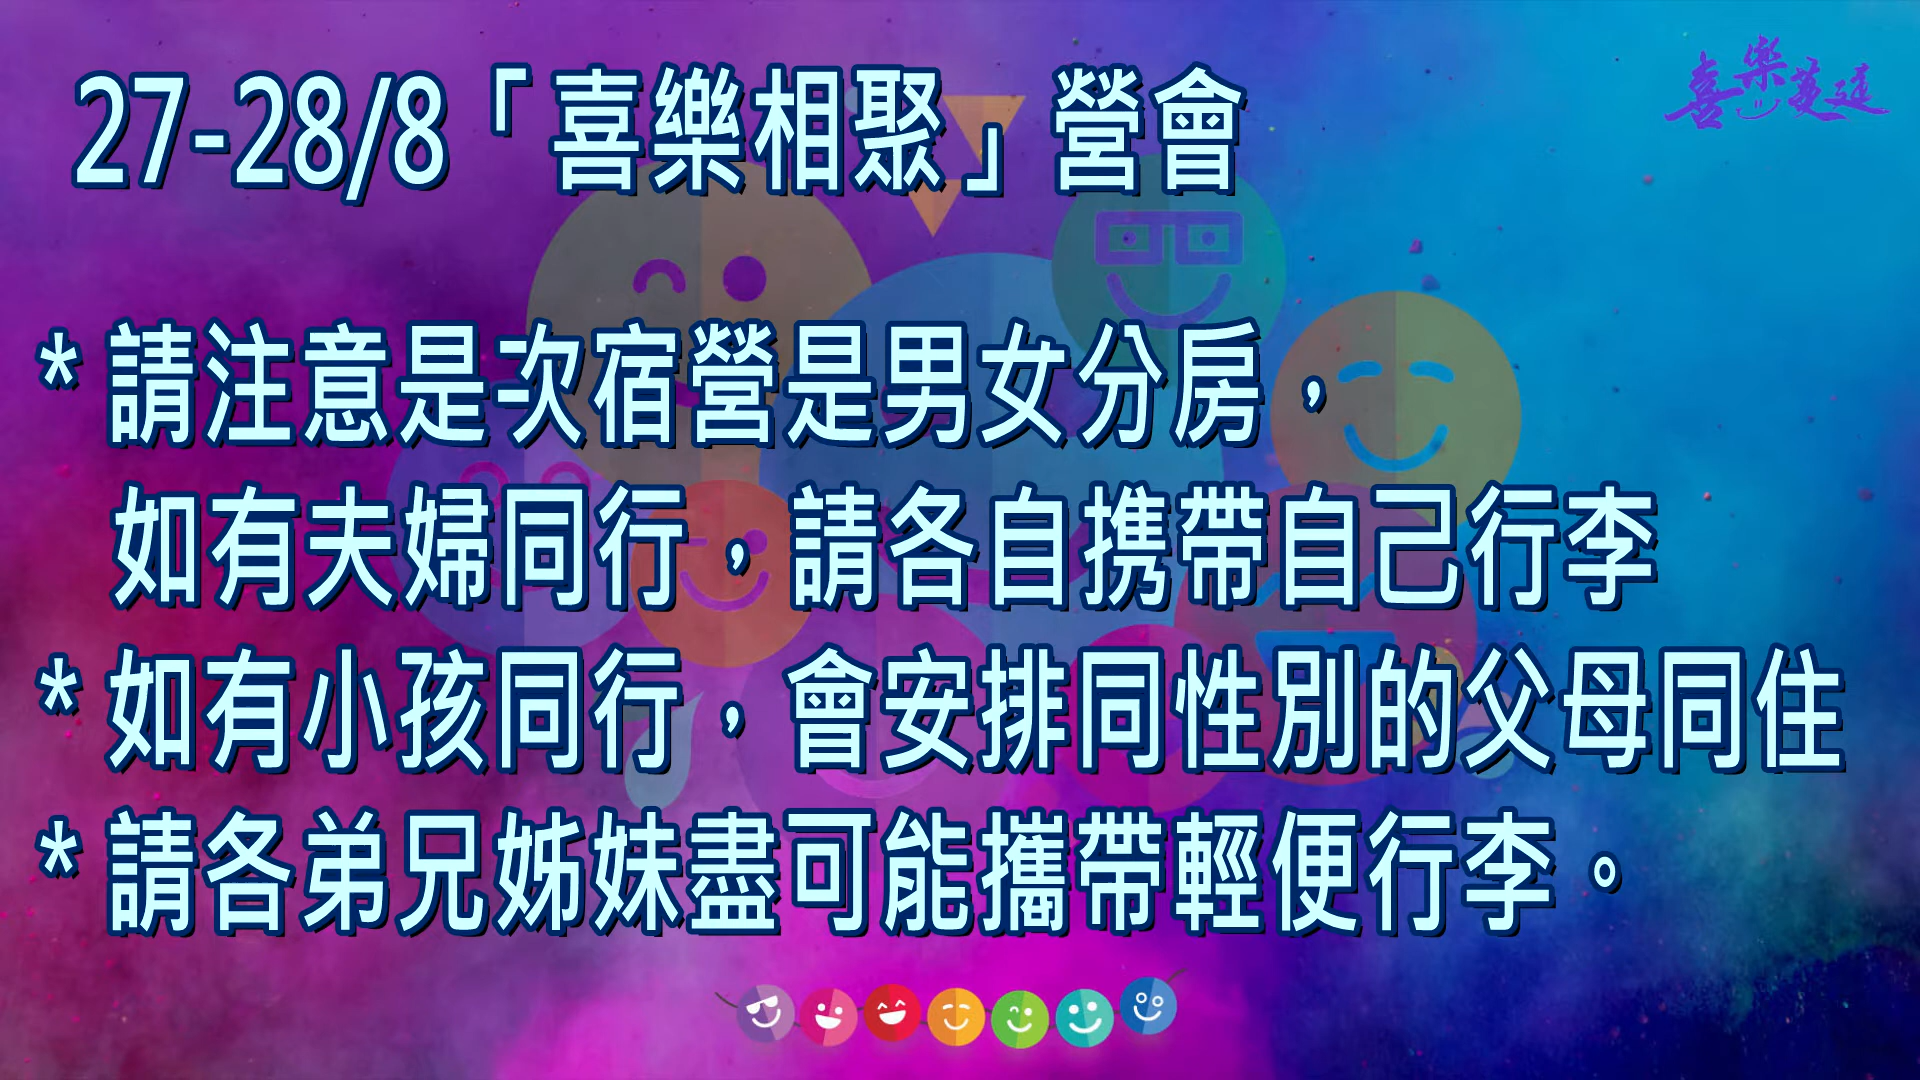 喜樂蔓延
27-28/8「喜樂相聚」營會
* 請注意是次宿營是男女分房，
如有夫婦同行，請各自携帶自己行李
* 如有小孩同行，會安排同性別的父母同住
* 請各弟兄姊妹盡可能攜帶輕便行李。